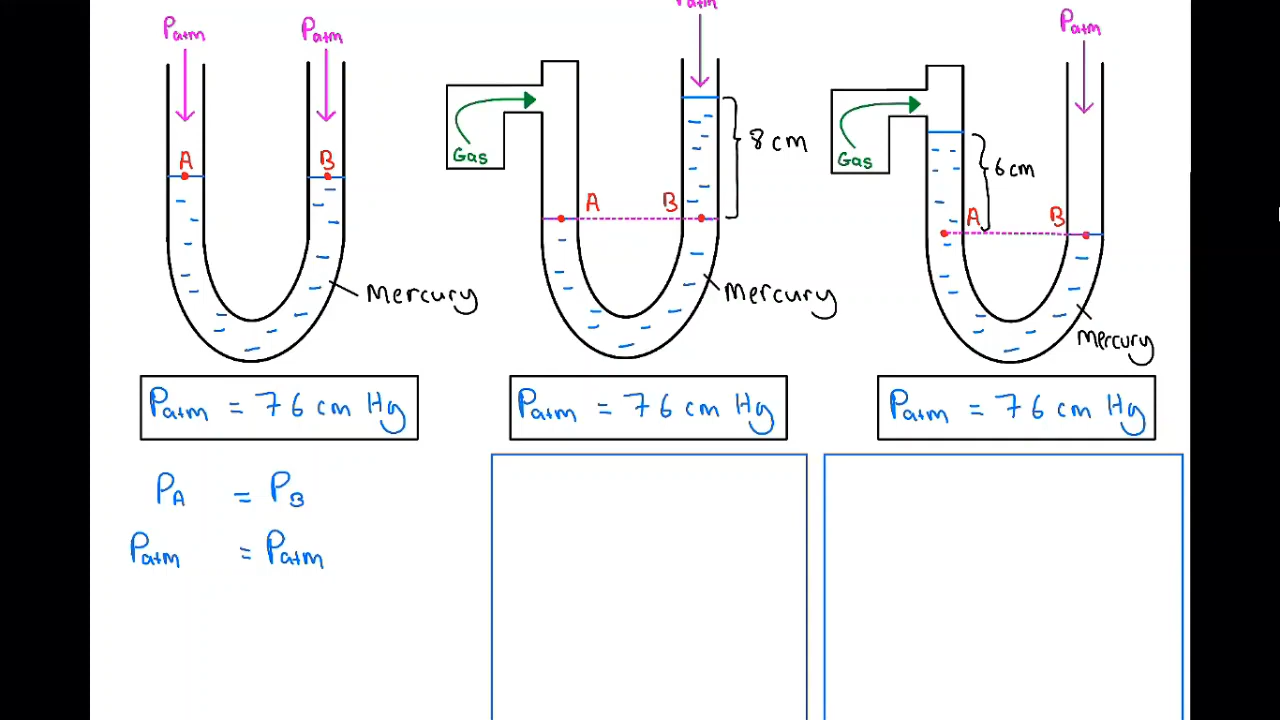 Patm
Patm
A
B
Mercury
Patm = 76 cm Hg
PA = PB
Patm = Patm
Patm
Gas
8 cm
A
B
Mercury
Patm = 76 cm Hg
Patm
Gas
6 cm
A
B
Mercury
Patm = 76 cm Hg